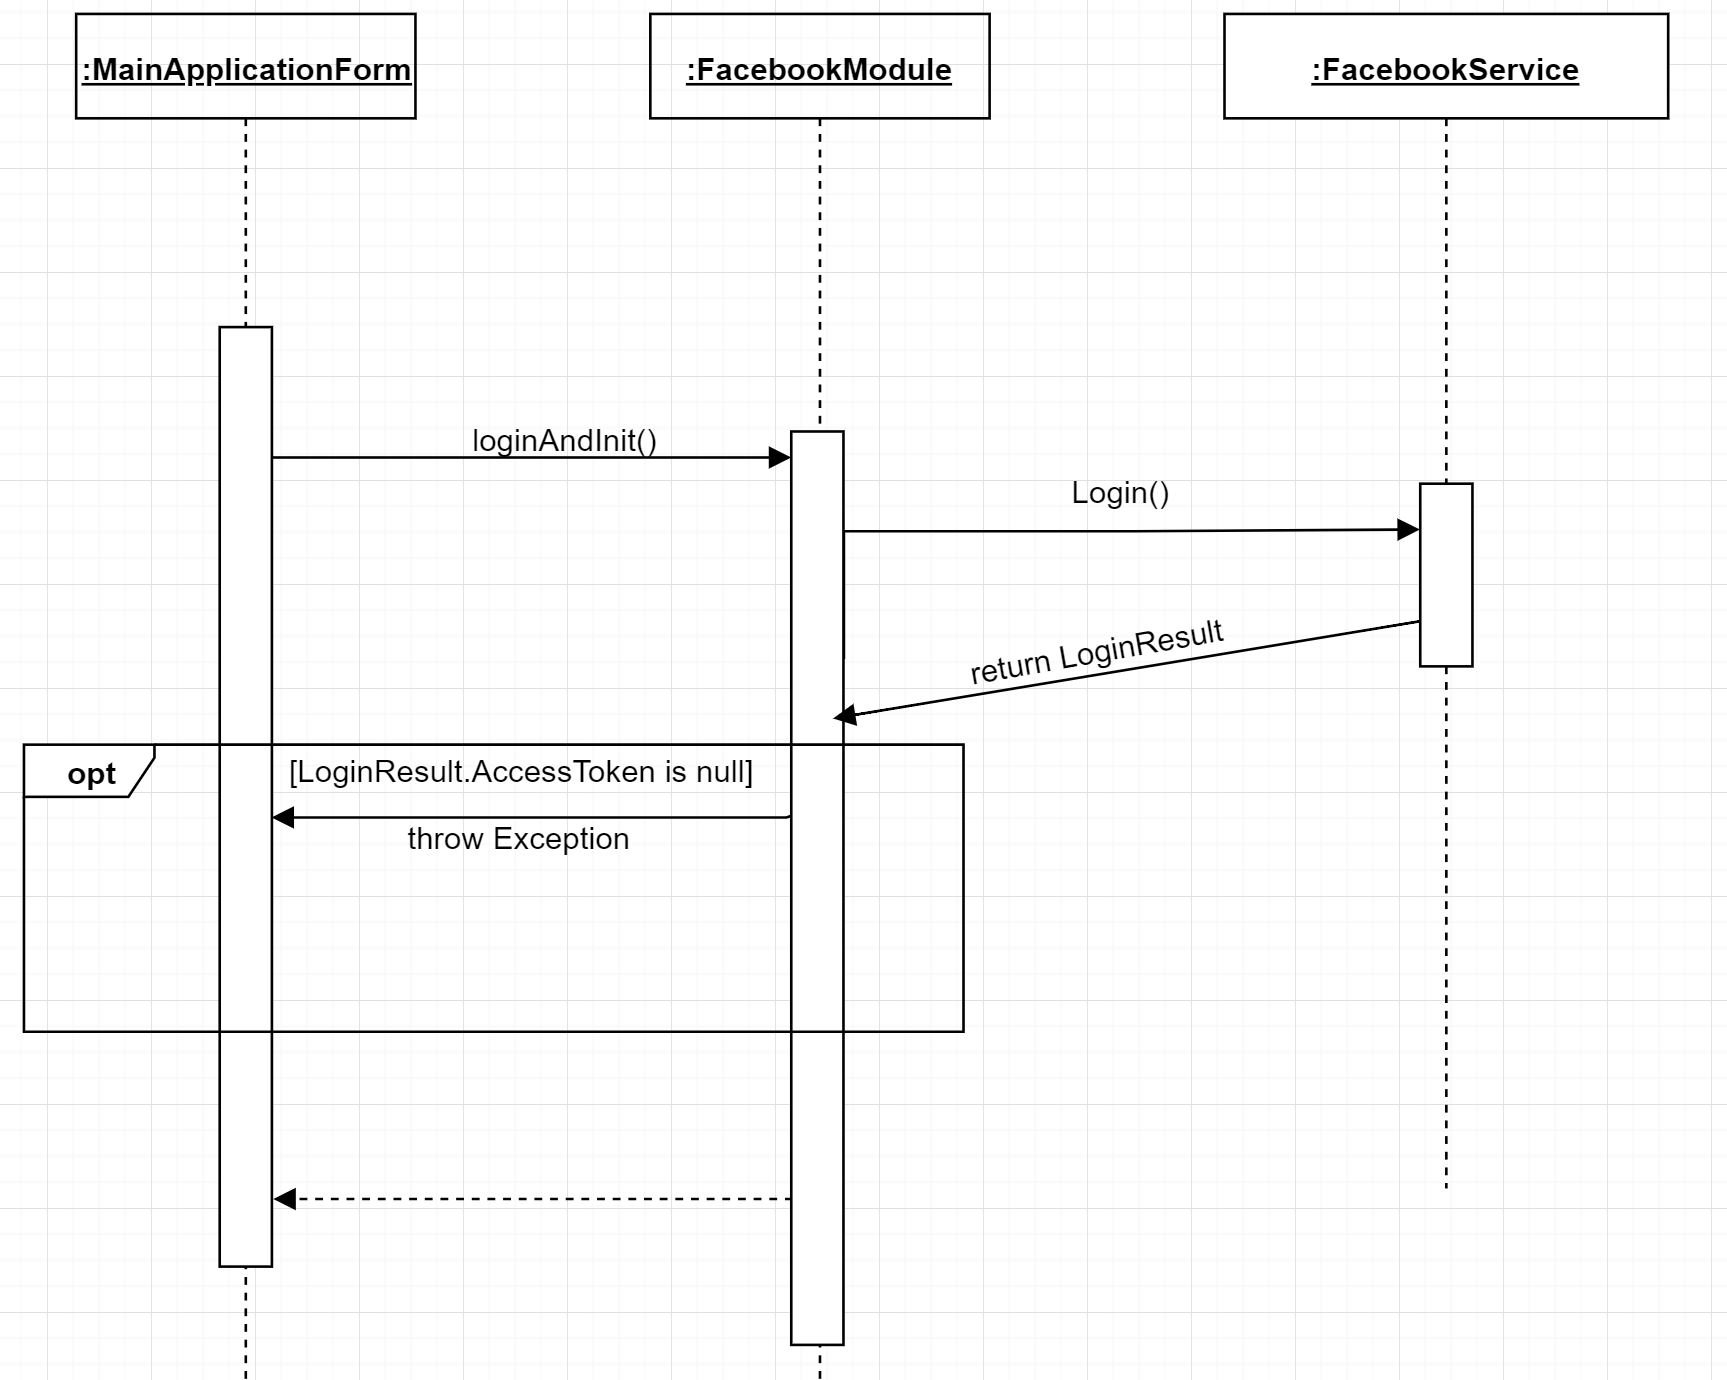 :MainApplicationForm
:FacebookModule
:FacebookService
loginAndInit()
Login()
return LoginResult
opt
[LoginResult.AccessToken is null]
throw Exception